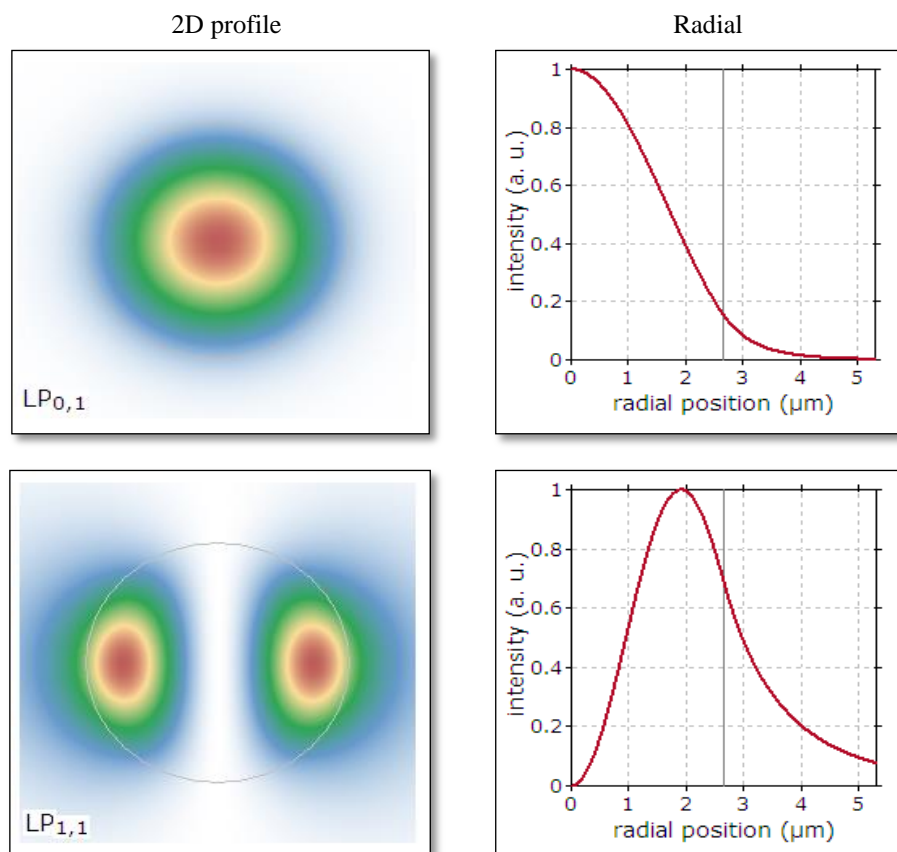 2D profile
Radial
LP0,1
intensity (a. u.)
1
0.8
0.6
0.4
0.2
0
0 1 2 3 4 5
radial position (µm)
LP1,1
intensity (a. u.)
1
0.8
0.6
0.4
0.2
0
0 1 2 3 4 5
radial position (µm)